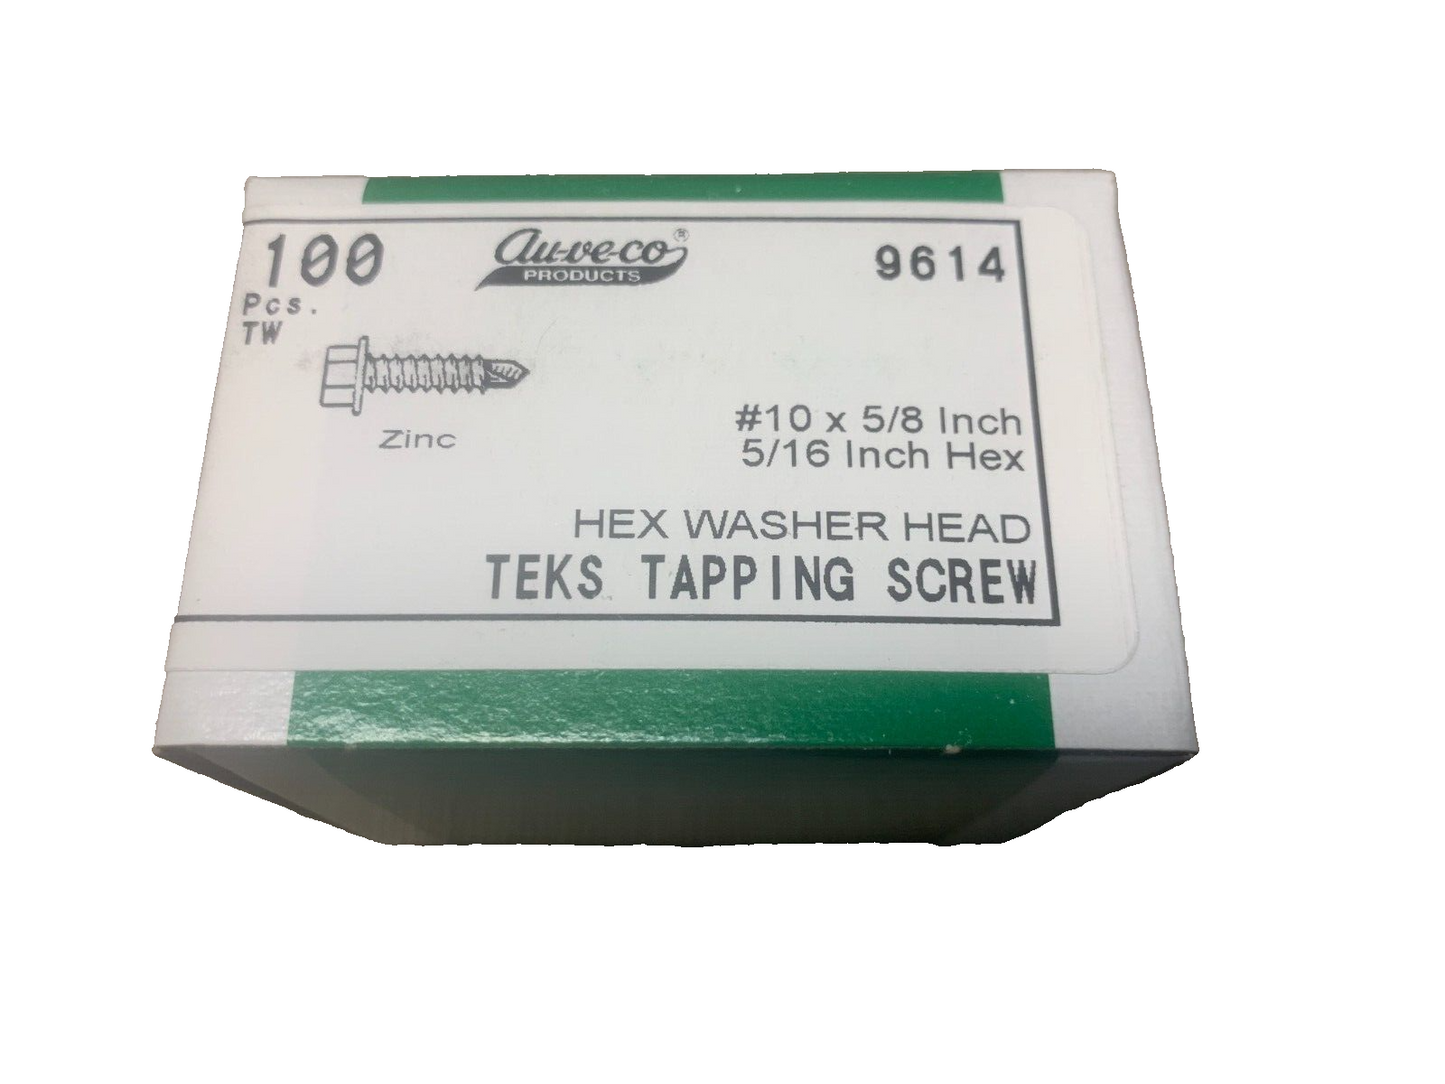 100
Pcs.
TW
au-ve-co®
PRODUCTS
9614
Zinc
#10 x 5/8 Inch
5/16 Inch Hex
HEX WASHER HEAD
TEKS TAPPING SCREW